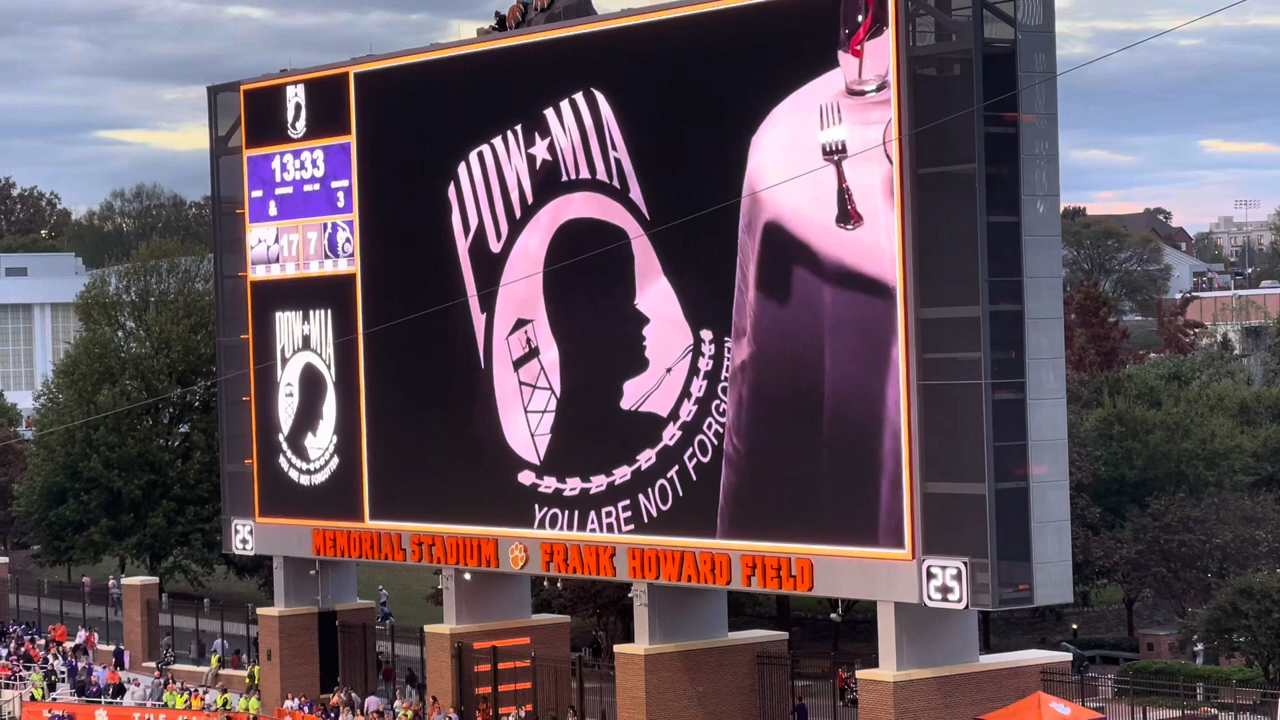 13:33
&
3
17 7
POW★MIA
YOU ARE NOT FORGOTTEN
POW★MIA
YOU ARE NOT FORGOTTEN
25
MEMORIAL STADIUM FRANK HOWARD FIELD
25